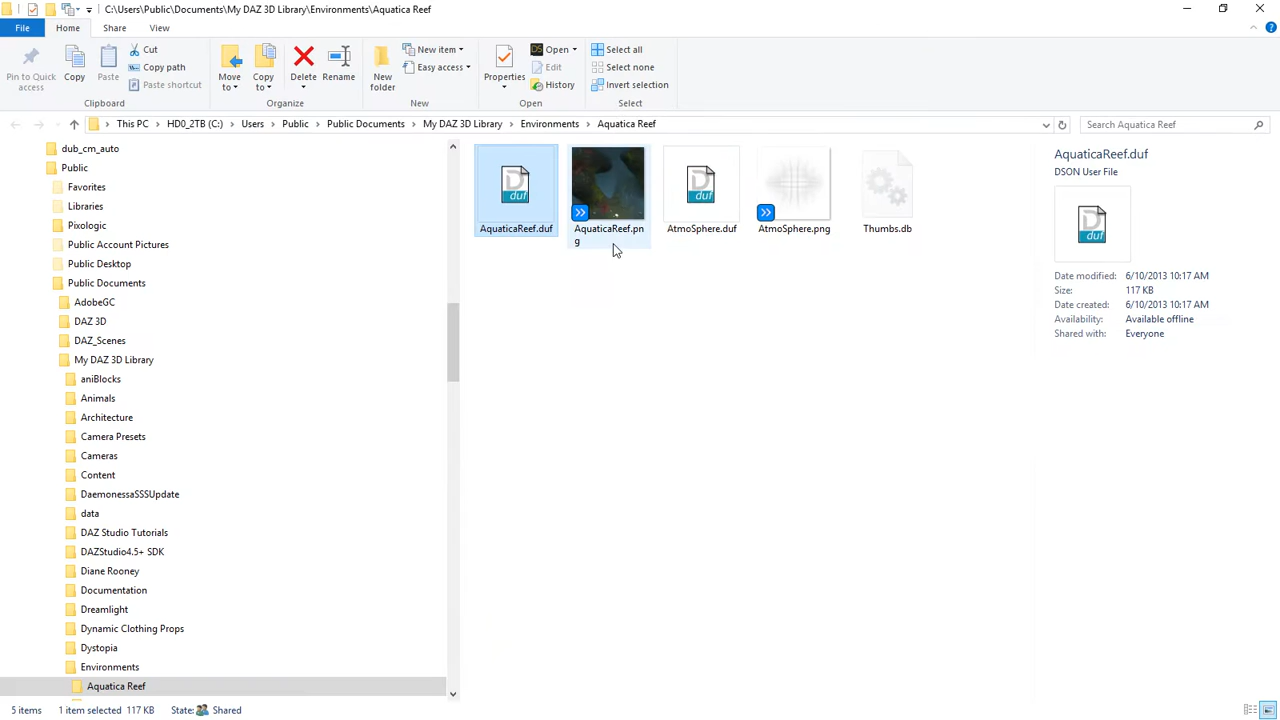 C:\Users\Public\Documents\My DAZ 3D Library\Environments\Aquatica Reef
File Home Share View
Pin to Quick access
Copy
Paste
Cut
Copy path
Paste shortcut
Clipboard
Move to
Copy to
Delete
Rename
Organize
New folder
New item
Easy access
New
Properties
Open
Edit
History
Open
Select all
Select none
Invert selection
Select
This PC > HD0_2TB (C:) > Users > Public > Public Documents > My DAZ 3D Library > Environments > Aquatica Reef
Search Aquatica Reef
dub_cm_auto
Public
Favorites
Libraries
Pixologic
Public Account Pictures
Public Desktop
Public Documents
AdobeGC
DAZ 3D
DAZ_Scenes
My DAZ 3D Library
aniBlocks
Animals
Architecture
Camera Presets
Cameras
Content
DaemonessaSSSUpdate
data
DAZ Studio Tutorials
DAZStudio4.5+ SDK
Diane Rooney
Documentation
Dreamlight
Dynamic Clothing Props
Dystopia
Environments
Aquatica Reef
D duf
AquaticaReef.duf
AquaticaReef.pn
g
D duf
AtmoSphere.duf
AtmoSphere.png
Thumbs.db
AquaticaReef.duf
DSON User File
D duf
Date modified: 6/10/2013 10:17 AM
Size: 117 KB
Date created: 6/10/2013 10:17 AM
Availability: Available offline
Shared with: Everyone
5 items 1 item selected 117 KB State: Shared